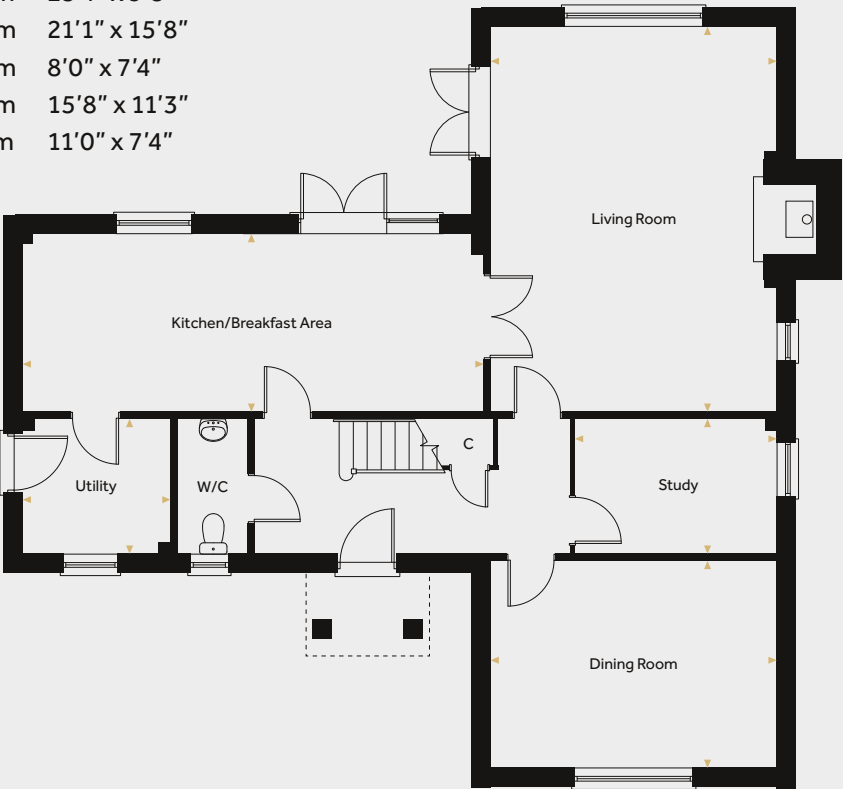 m 21'1" x 15'8"
m 8'0" x 7'4"
m 15'8" x 11'3"
m 11'0" x 7'4"
Living Room
Kitchen/Breakfast Area
C
Utility
W/C
Study
Dining Room